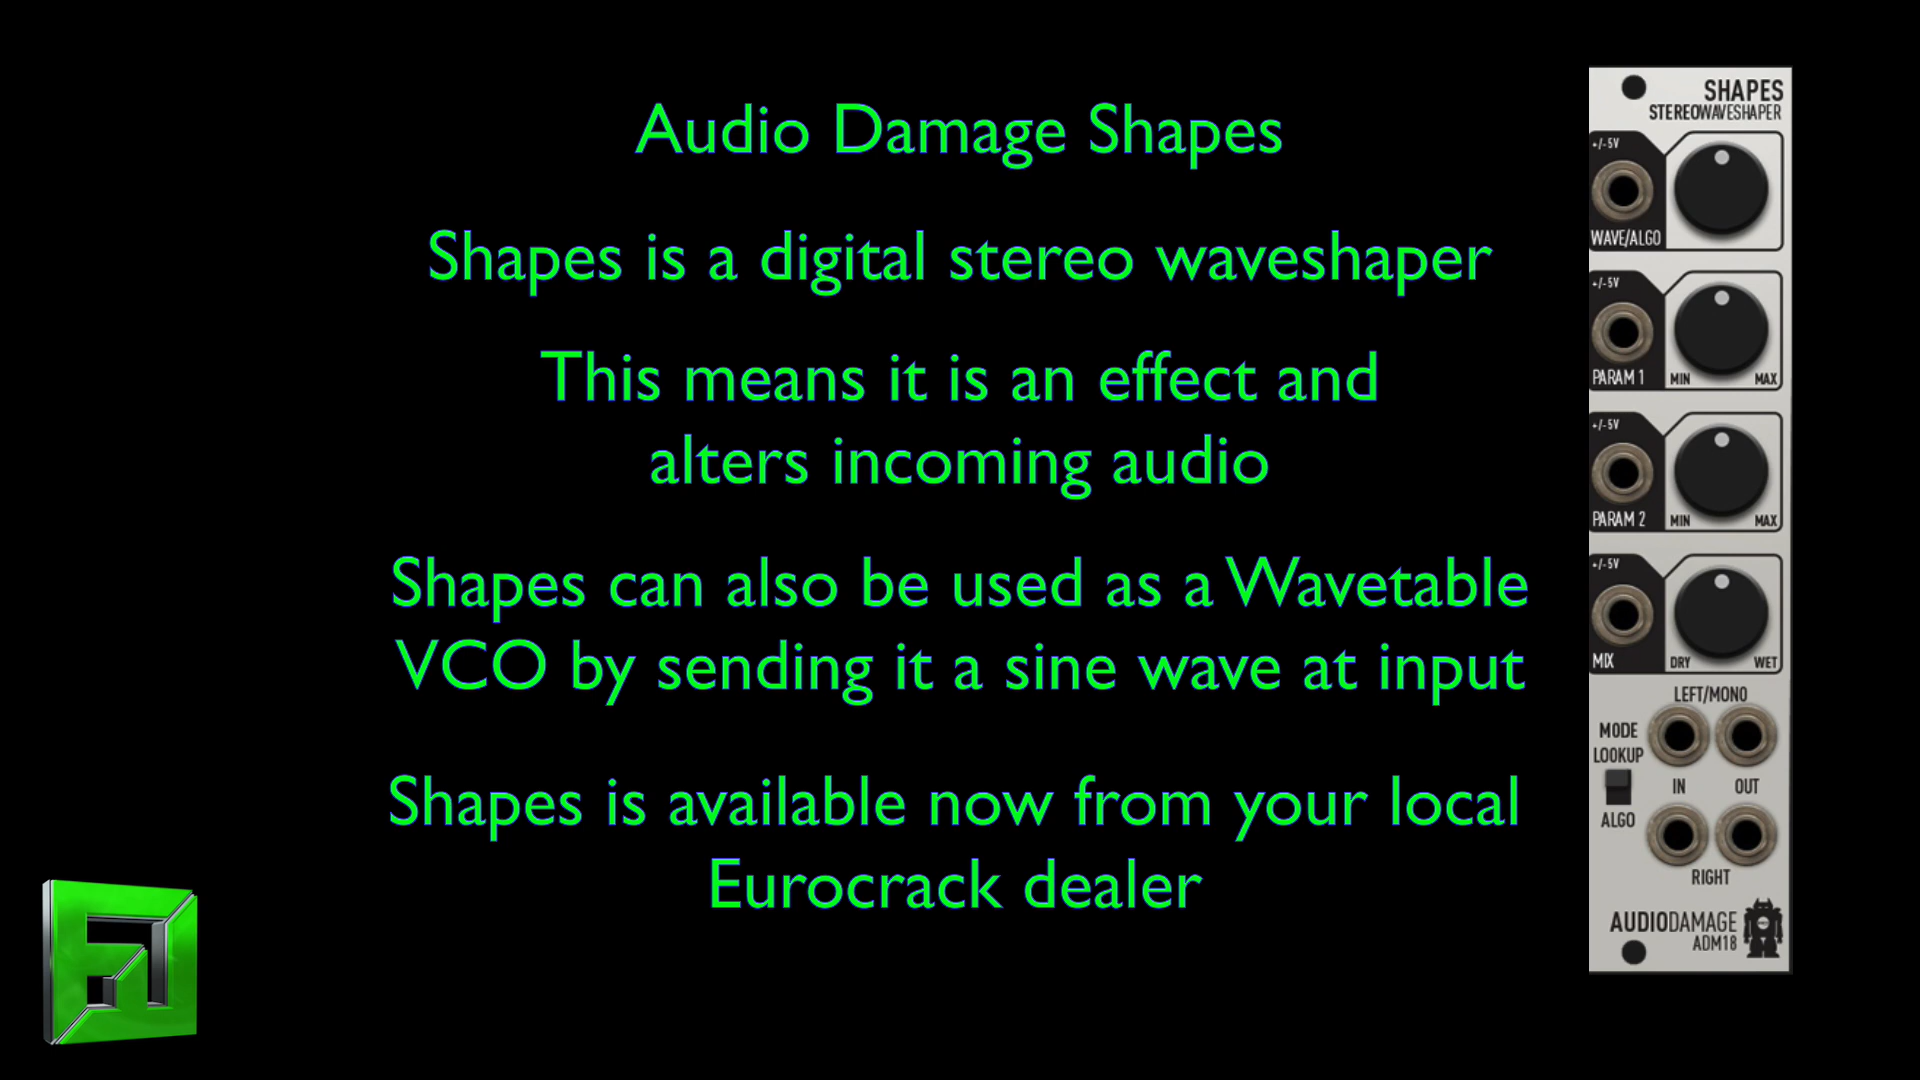 Audio Damage Shapes
Shapes is a digital stereo waveshaper
This means it is an effect and
alters incoming audio
Shapes can also be used as a Wavetable
VCO by sending it a sine wave at input
Shapes is available now from your local
Eurocrack dealer
SHAPES
STEREOWAVESHAPER
+/-5V
WAVE/ALGO
+/-5V
PARAM 1
MIN MAX
+/-5V
PARAM 2
MIN MAX
+/-5V
MIX
DRY WET
LEFT/MONO
MODE
LOOKUP
IN OUT
ALGO
RIGHT
AUDIODAMAGE
ADM18